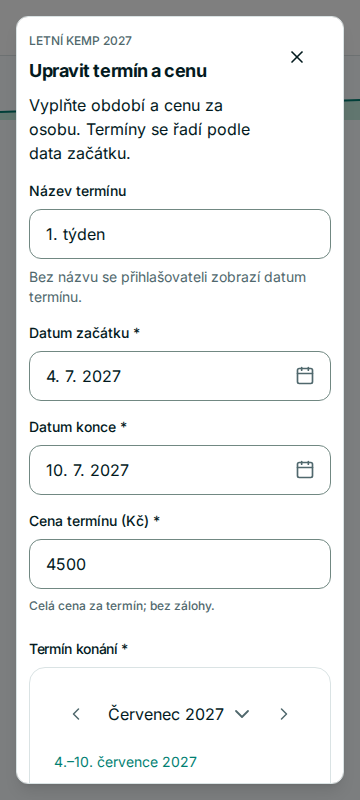 LETNÍ KEMP 2027
Upravit termín a cenu
Vyplňte období a cenu za
osobu. Termíny se řadí podle
data začátku.
Název termínu
1. týden
Bez názvu se přihlašovateli zobrazí datum
termínu.
Datum začátku *
4. 7. 2027
Datum konce *
10. 7. 2027
Cena termínu (Kč) *
4500
Celá cena za termín; bez zálohy.
Termín konání *
Červenec 2027
4.–10. července 2027